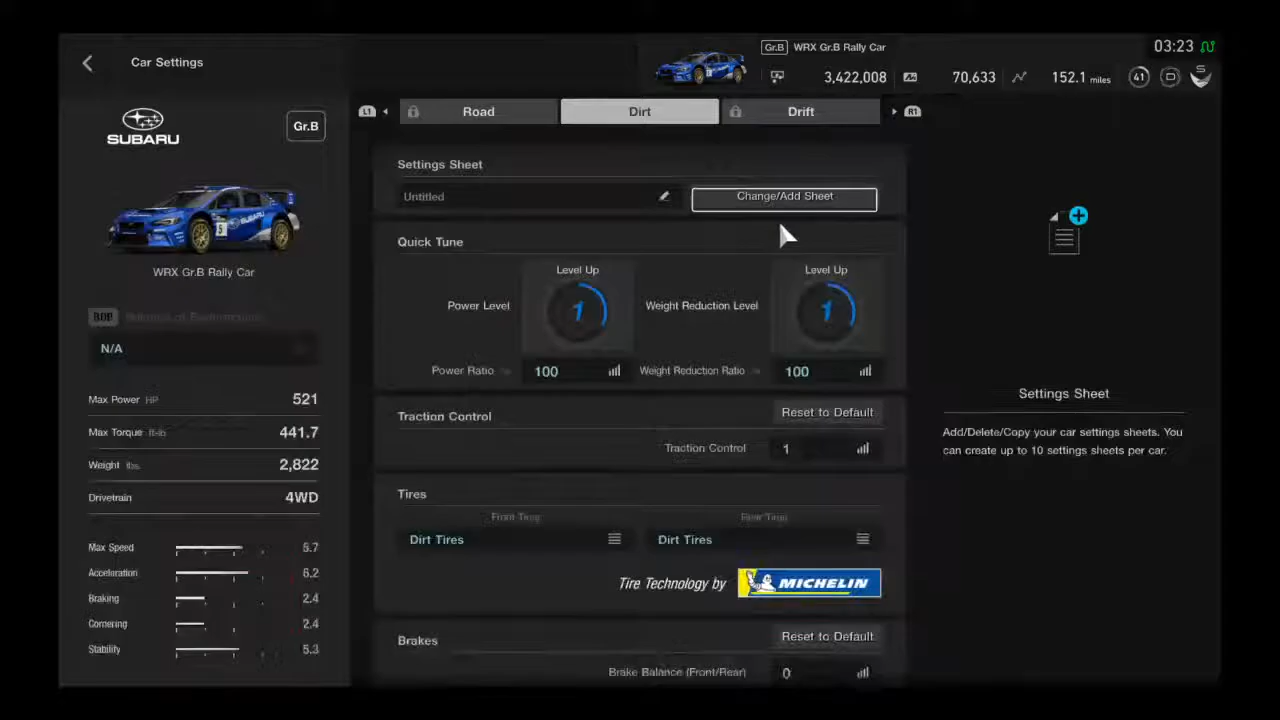 Car Settings
Gr.B WRX Gr.B Rally Car
3,422,008
70,633
152.1 miles
41
D
S
03:23
L1
Road
Dirt
Drift
R1
SUBARU
Gr.B
WRX Gr.B Rally Car
BOP
N/A
Max Power HP 521
Max Torque ft-lb 441.7
Weight lbs. 2,822
Drivetrain 4WD
Max Speed 5.7
Acceleration 6.2
Braking 2.4
Cornering 2.4
Stability 5.3
Settings Sheet
Untitled
Change/Add Sheet
Quick Tune
Level Up
Level Up
Power Level 1
Weight Reduction Level 1
Power Ratio 100
Weight Reduction Ratio 100
Traction Control
Reset to Default
Traction Control 1
Tires
Front Tires
Rear Tires
Dirt Tires
Dirt Tires
Tire Technology by MICHELIN
Brakes
Reset to Default
Brake Balance (Front/Rear) 0
Settings Sheet
Add/Delete/Copy your car settings sheets. You
can create up to 10 settings sheets per car.